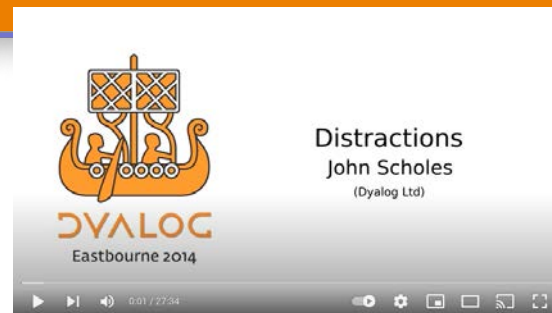 Distractions
John Scholes
(Dyalog Ltd)
DYALOG
Eastbourne 2014
0:01 / 27:34